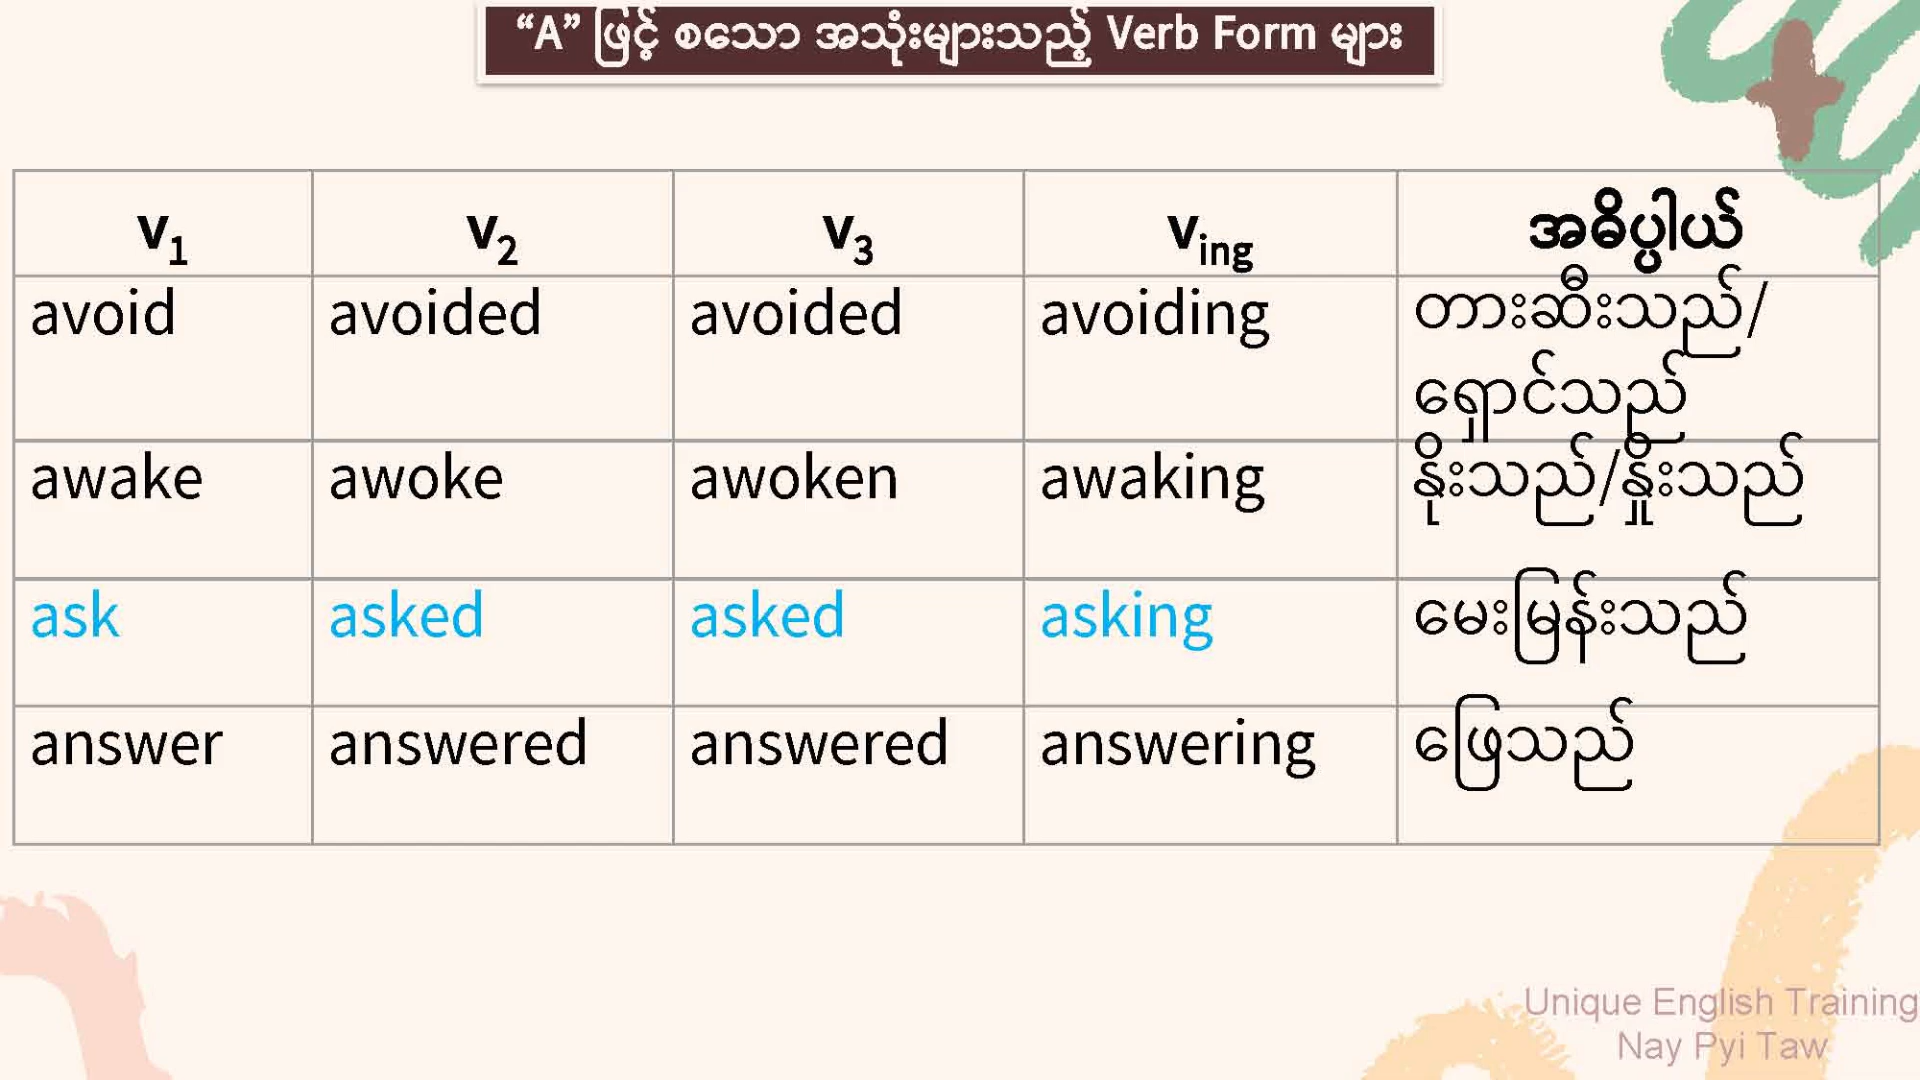 “A” ဖြင့် စသော အသုံးများသည့် Verb Form များ
v1 v2 v3 ving အဓိပ္ပါယ်
avoid avoided avoided avoiding တားဆီးသည်/
ရှောင်သည်
awake awoke awoken awaking နိုးသည်/နှိုးသည်
ask asked asked asking မေးမြန်းသည်
answer answered answered answering ဖြေသည်
Unique English Training
Nay Pyi Taw